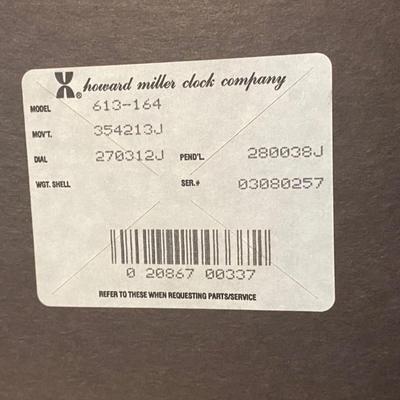 howard miller clock company
MODEL 613-164
MOV'T. 354213J
DIAL 270312J PEND'L. 280038J
WGT. SHELL SER.# 03080257
0 20867 00337
REFER TO THESE WHEN REQUESTING PARTS/SERVICE